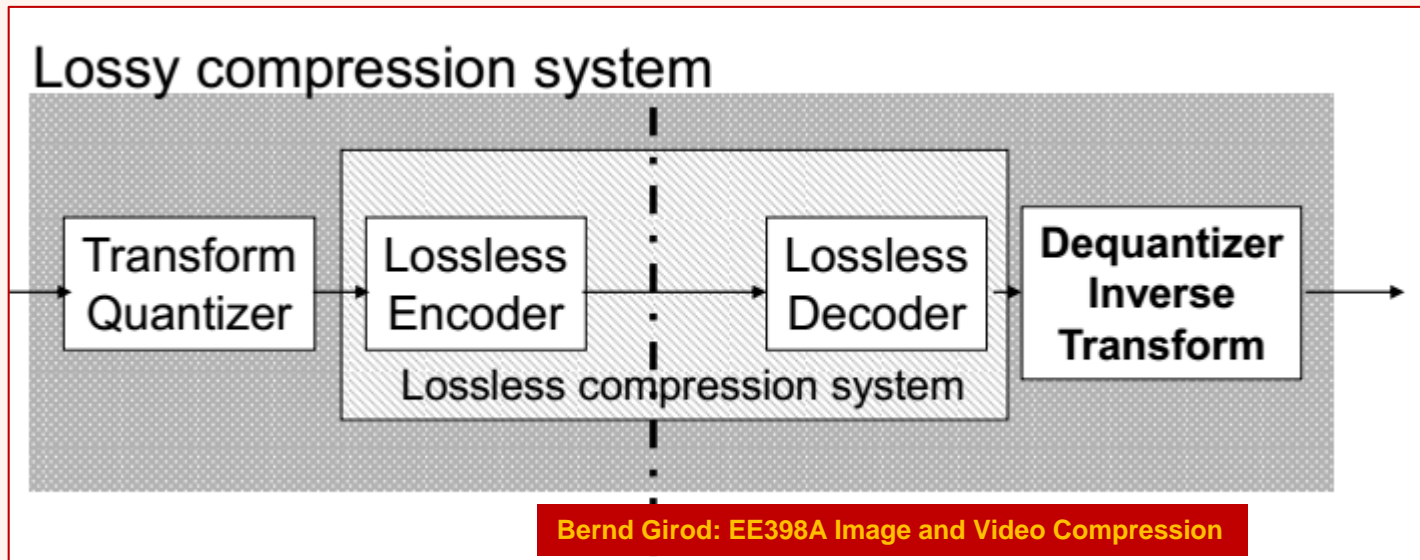 Lossy compression system
Transform
Quantizer
Lossless
Encoder
Lossless
Decoder
Dequantizer
Inverse
Transform
Lossless compression system
Bernd Girod: EE398A Image and Video Compression